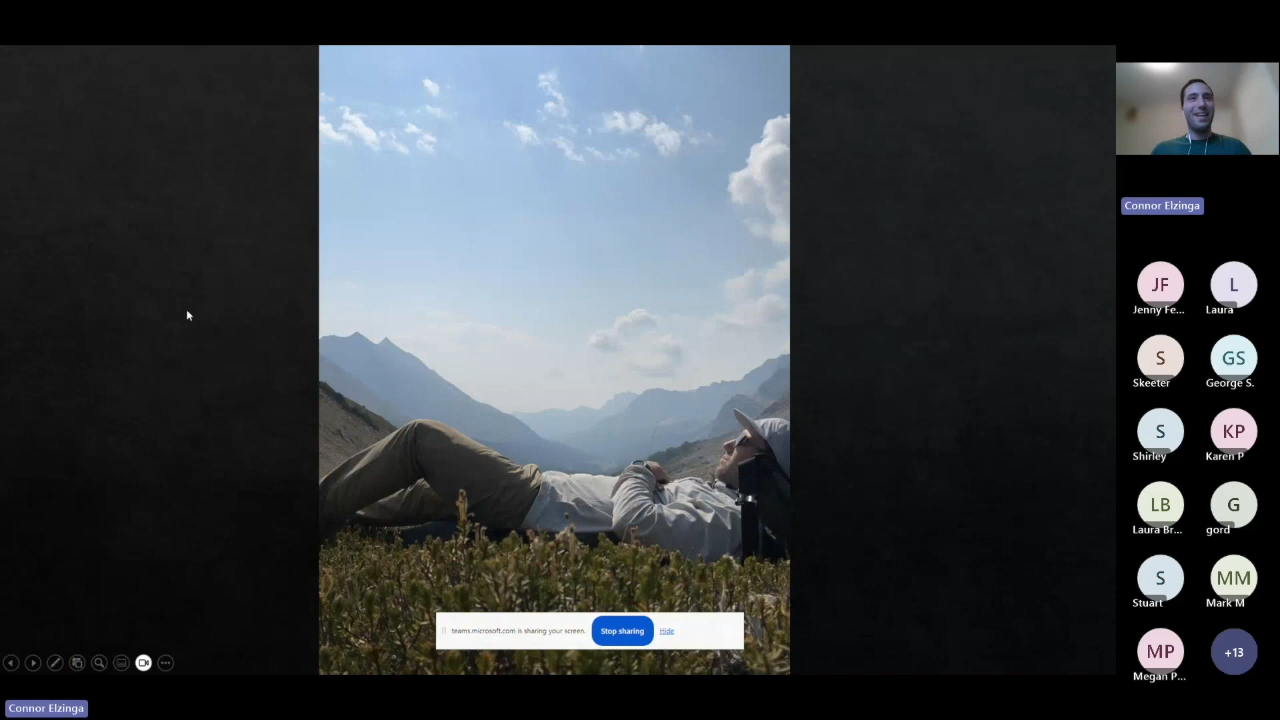 Connor Elzinga
JF
L
Jenny Fe...
Laura
S
GS
Skeeter
George S.
S
KP
Shirley
Karen P
LB
G
Laura Br...
gord
S
MM
Stuart
Mark M
MP
+13
Megan P...
teams.microsoft.com is sharing your screen.
Stop sharing
Hide
Connor Elzinga